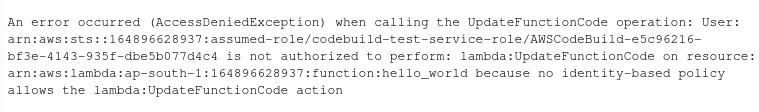 An error occurred (AccessDeniedException) when calling the UpdateFunctionCode operation: User:
arn:aws:sts::164896628937:assumed-role/codebuild-test-service-role/AWSCodeBuild-e5c96216-
bf3e-4143-935f-dbe5b077d4c4 is not authorized to perform: lambda:UpdateFunctionCode on resource:
arn:aws:lambda:ap-south-1:164896628937:function:hello_world because no identity-based policy
allows the lambda:UpdateFunctionCode action